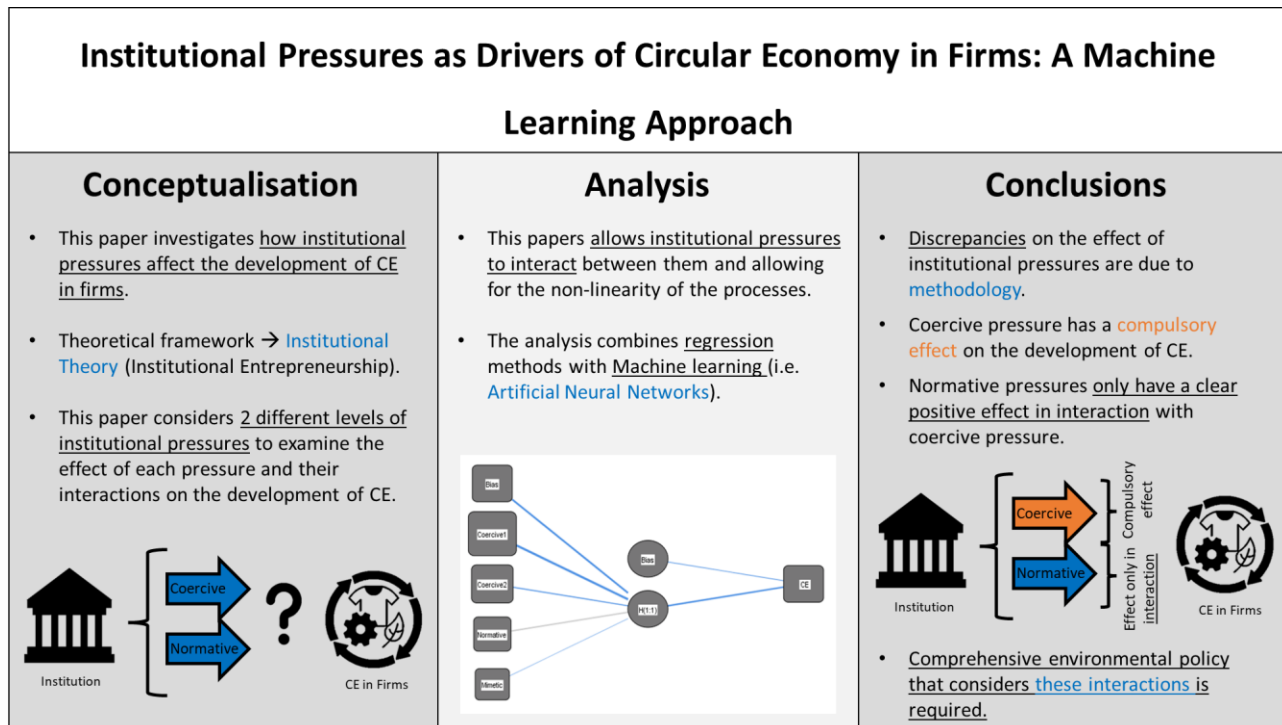 Institutional Pressures as Drivers of Circular Economy in Firms: A Machine
Learning Approach
Conceptualisation
• This paper investigates how institutional
pressures affect the development of CE
in firms.
• Theoretical framework → Institutional
Theory (Institutional Entrepreneurship).
• This paper considers 2 different levels of
institutional pressures to examine the
effect of each pressure and their
interactions on the development of CE.
Institution
Coercive
Normative
?
CE in Firms
Analysis
• This papers allows institutional pressures
to interact between them and allowing
for the non-linearity of the processes.
• The analysis combines regression
methods with Machine learning (i.e.
Artificial Neural Networks).
Bias
Coercive1
Coercive2
Normative
Mimetic
Bias
H(1:1)
CE
Conclusions
• Discrepancies on the effect of
institutional pressures are due to
methodology.
• Coercive pressure has a compulsory
effect on the development of CE.
• Normative pressures only have a clear
positive effect in interaction with
coercive pressure.
Institution
Coercive
Normative
Compulsory
effect
Effect only in
interaction
CE in Firms
• Comprehensive environmental policy
that considers these interactions is
required.